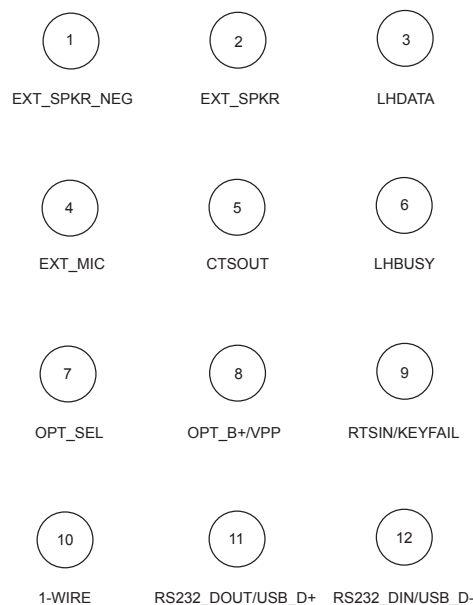 1 2 3
EXT_SPKR_NEG EXT_SPKR LHDATA
4 5 6
EXT_MIC CTSOUT LHBUSY
7 8 9
OPT_SEL OPT_B+/VPP RTSIN/KEYFAIL
10 11 12
1-WIRE RS232_DOUT/USB_D+ RS232_DIN/USB_D-